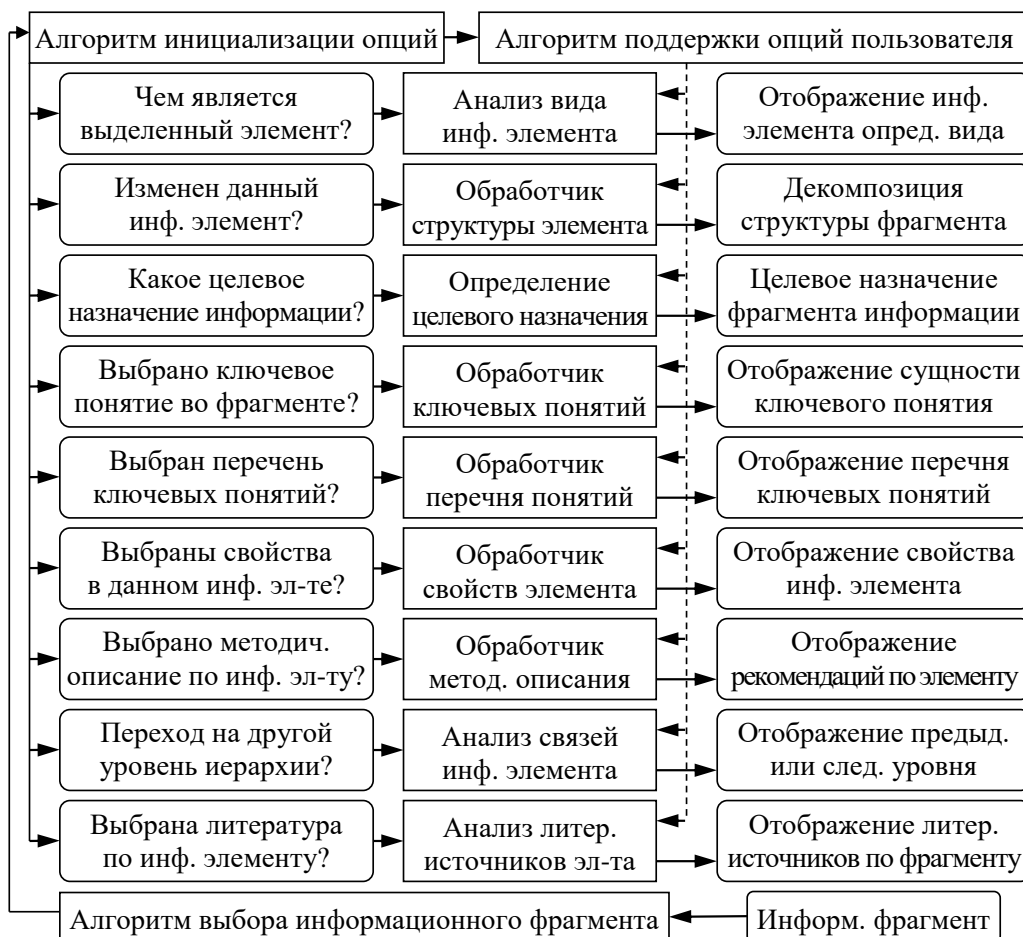 Алгоритм инициализации опций
Алгоритм поддержки опций пользователя
Чем является
выделенный элемент?
Анализ вида
инф. элемента
Отображение инф.
элемента опред. вида
Изменен данный
инф. элемент?
Обработчик
структуры элемента
Декомпозиция
структуры фрагмента
Какое целевое
назначение информации?
Определение
целевого назначения
Целевое назначение
фрагмента информации
Выбрано ключевое
понятие во фрагменте?
Обработчик
ключевых понятий
Отображение сущности
ключевого понятия
Выбран перечень
ключевых понятий?
Обработчик
перечня понятий
Отображение перечня
ключевых понятий
Выбраны свойства
в данном инф. эл-те?
Обработчик
свойств элемента
Отображение свойства
инф. элемента
Выбрано методич.
описание по инф. эл-ту?
Обработчик
метод. описания
Отображение
рекомендаций по элементу
Переход на другой
уровень иерархии?
Анализ связей
инф. элемента
Отображение предыд.
или след. уровня
Выбрана литература
по инф. элементу?
Анализ литер.
источников эл-та
Отображение литер.
источников по фрагменту
Алгоритм выбора информационного фрагмента
Информ. фрагмент